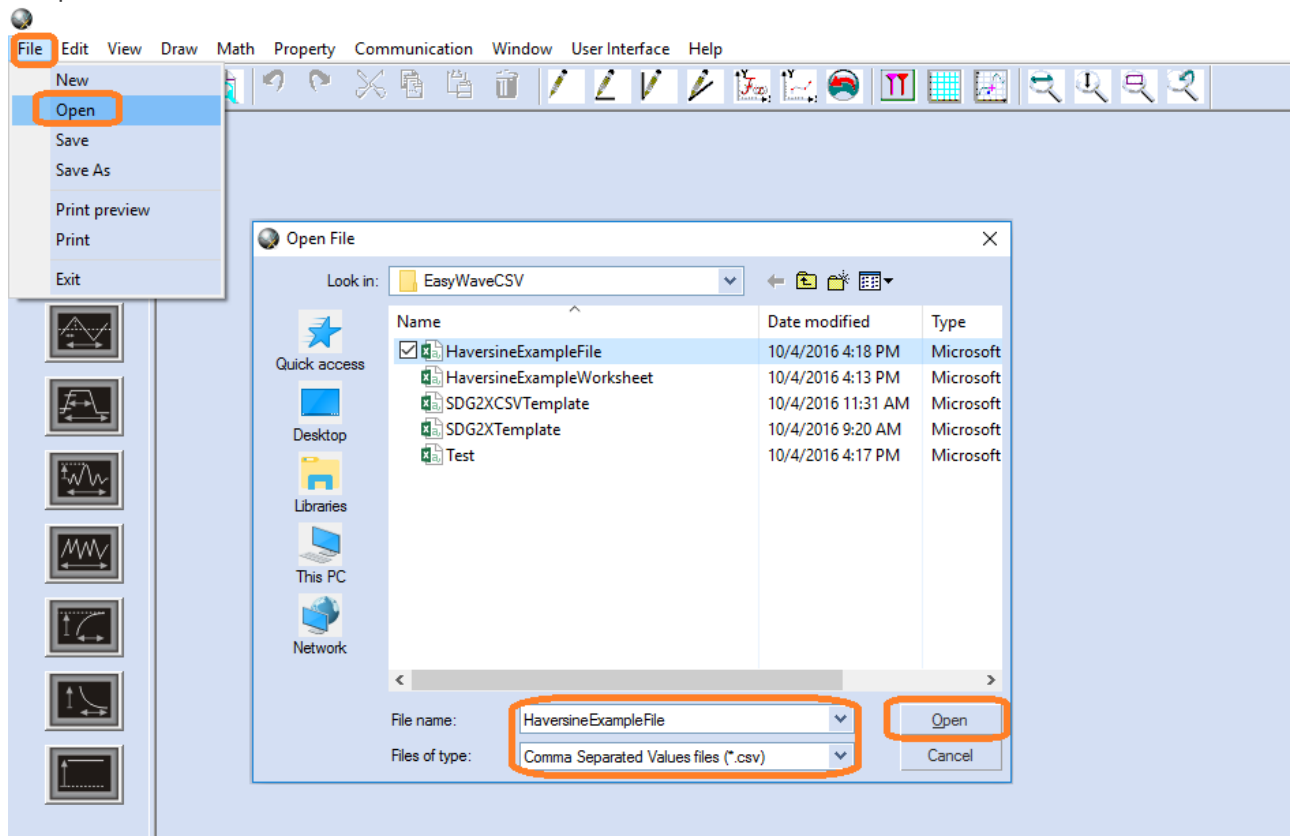 File Edit View Draw Math Property Communication Window User Interface Help
New
Open
Save
Save As
Print preview
Print
Exit
Open File
Look in: EasyWaveCSV
Name Date modified Type
HaversineExampleFile 10/4/2016 4:18 PM Microsoft
HaversineExampleWorksheet 10/4/2016 4:13 PM Microsoft
SDG2XCSVTemplate 10/4/2016 11:31 AM Microsoft
SDG2XTemplate 10/4/2016 9:20 AM Microsoft
Test 10/4/2016 4:17 PM Microsoft
Quick access
Desktop
Libraries
This PC
Network
File name: HaversineExampleFile Open
Files of type: Comma Separated Values files (*.csv) Cancel